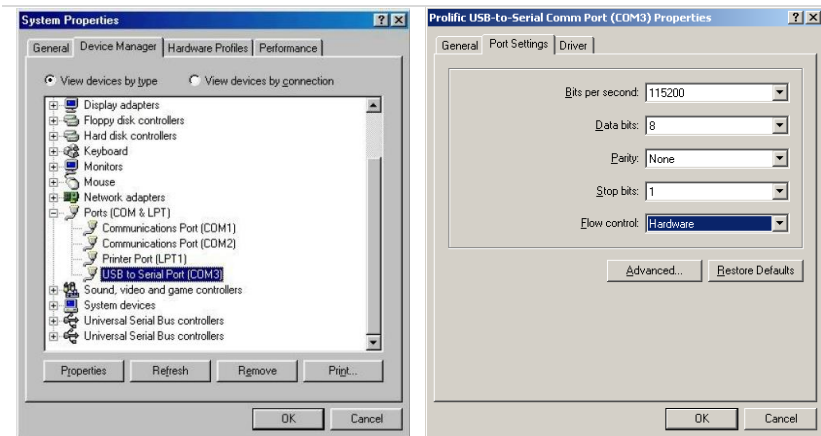 System Properties
General
Device Manager
Hardware Profiles
Performance
View devices by type
View devices by connection
Display adapters
Floppy disk controllers
Hard disk controllers
Keyboard
Monitors
Mouse
Network adapters
Ports (COM & LPT)
Communications Port (COM1)
Communications Port (COM2)
Printer Port (LPT1)
USB to Serial Port (COM3)
Sound, video and game controllers
System devices
Universal Serial Bus controllers
Universal Serial Bus controllers
Properties
Refresh
Remove
Print...
OK
Cancel
Prolific USB-to-Serial Comm Port (COM3) Properties
General
Port Settings
Driver
Bits per second: 115200
Data bits: 8
Parity: None
Stop bits: 1
Flow control: Hardware
Advanced...
Restore Defaults
OK
Cancel